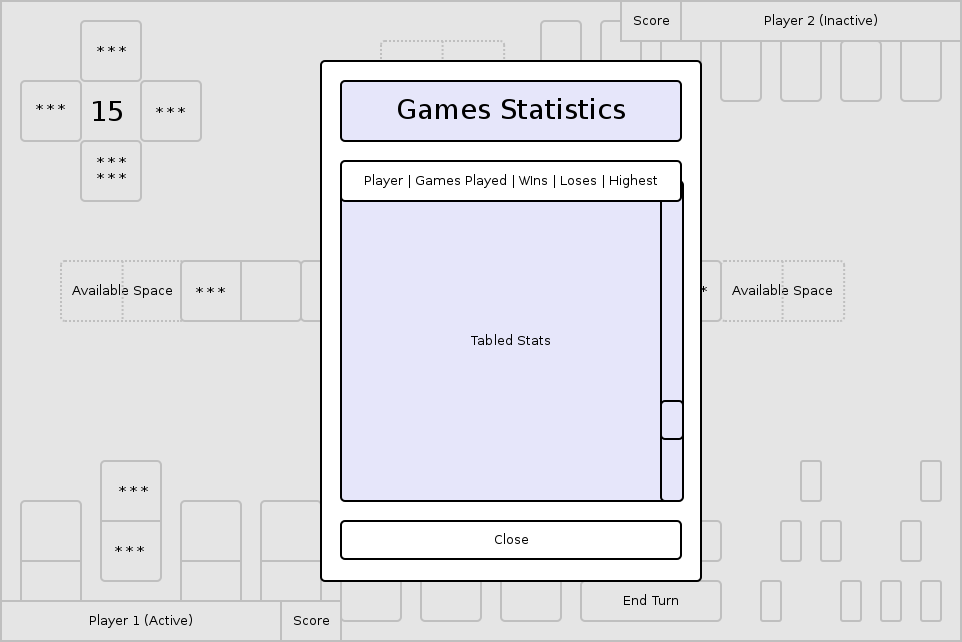 Score
Player 2 (Inactive)
***
***
15
***
***
***
Games Statistics
Player | Games Played | WIns | Loses | Highest
Available Space
***
*
Available Space
Tabled Stats
***
***
Close
End Turn
Player 1 (Active)
Score